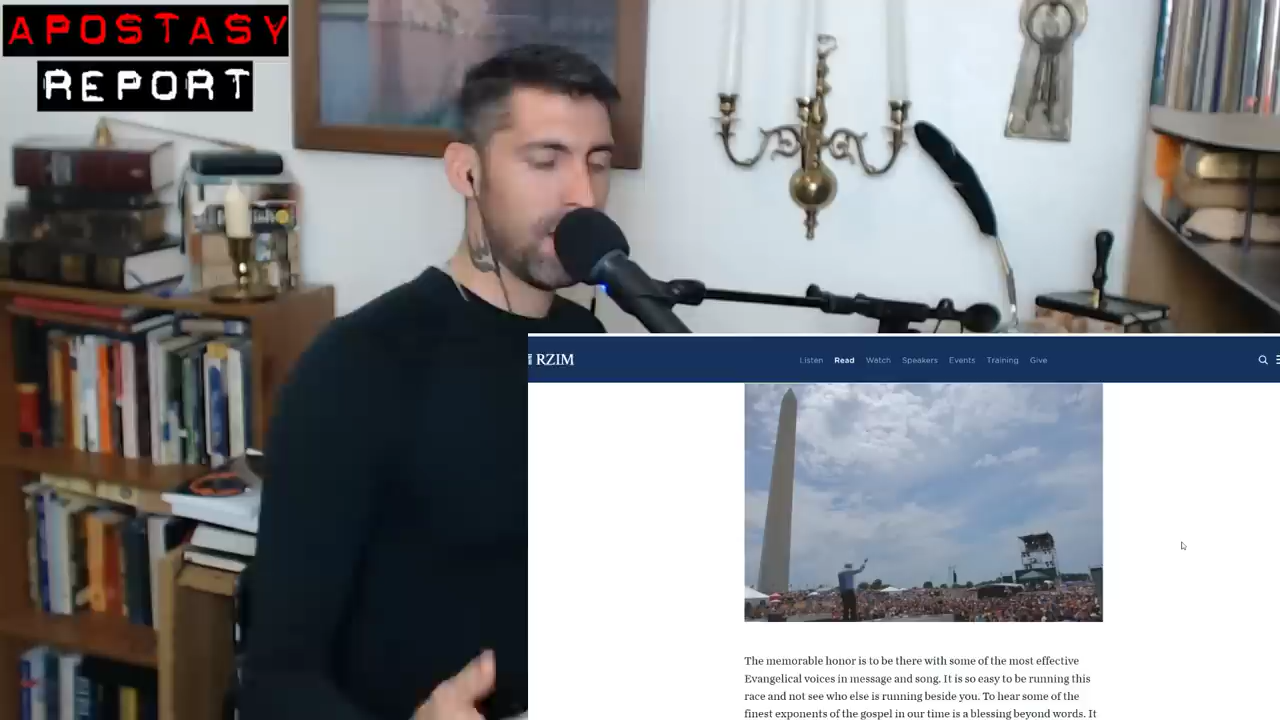 APOSTASY
REPORT
RZIM
Listen Read Watch Speakers Events Training Give
The memorable honor is to be there with some of the most effective
Evangelical voices in message and song. It is so easy to be running this
race and not see who else is running beside you. To hear some of the
finest exponents of the gospel in our time is a blessing beyond words. It